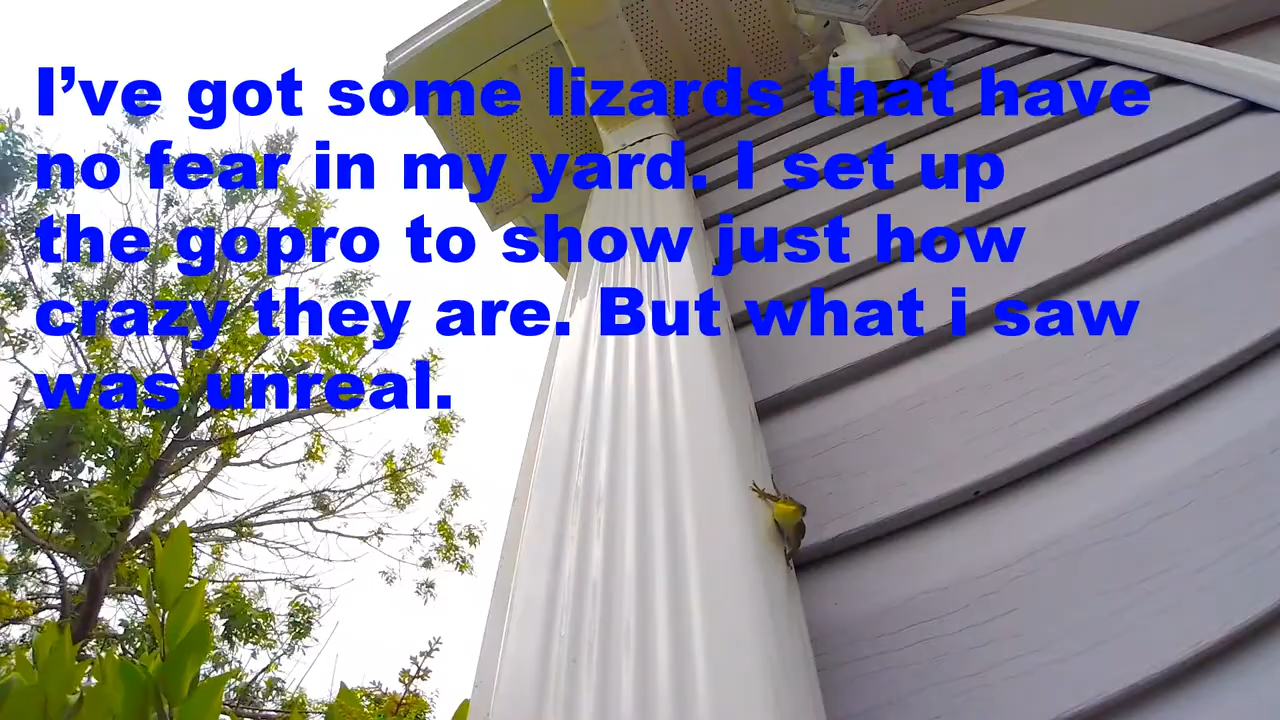 I’ve got some lizards that have
no fear in my yard. I set up
the gopro to show just how
crazy they are. But what i saw
was unreal.